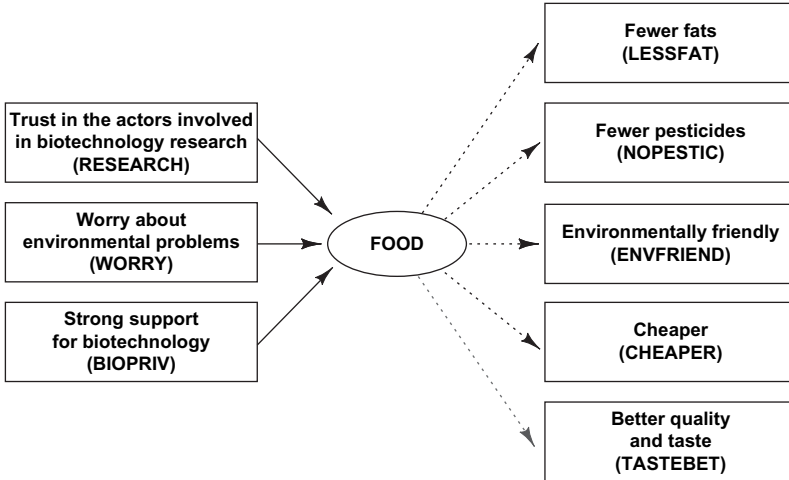 Trust in the actors involved
in biotechnology research
(RESEARCH)
Worry about
environmental problems
(WORRY)
Strong support
for biotechnology
(BIOPRIV)
FOOD
Fewer fats
(LESSFAT)
Fewer pesticides
(NOPESTIC)
Environmentally friendly
(ENVFRIEND)
Cheaper
(CHEAPER)
Better quality
and taste
(TASTEBET)